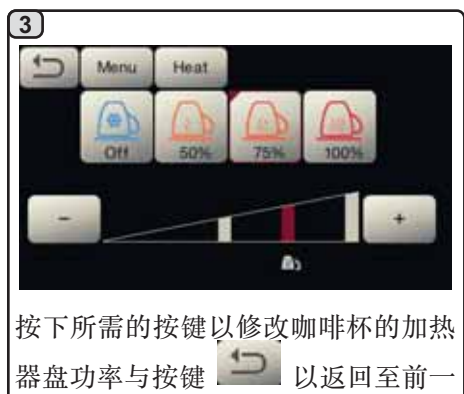 3
Menu Heat
Off 50% 75% 100%
- +
按下所需的按键以修改咖啡杯的加热
器盘功率与按键 以返回至前一